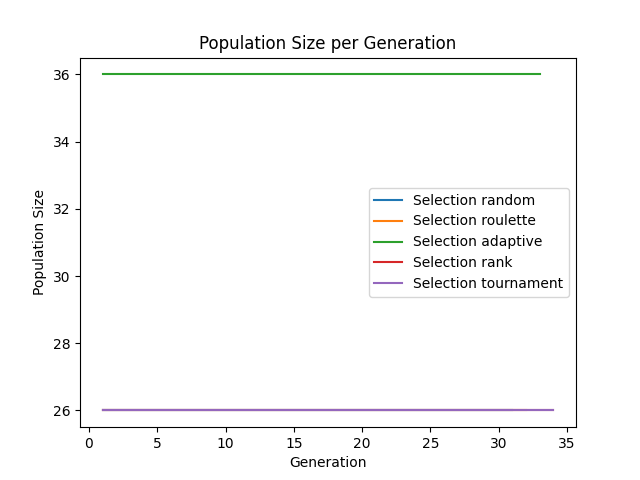 Population Size per Generation
36
34
32
30
28
26
Population Size
Selection random
Selection roulette
Selection adaptive
Selection rank
Selection tournament
0 5 10 15 20 25 30 35
Generation